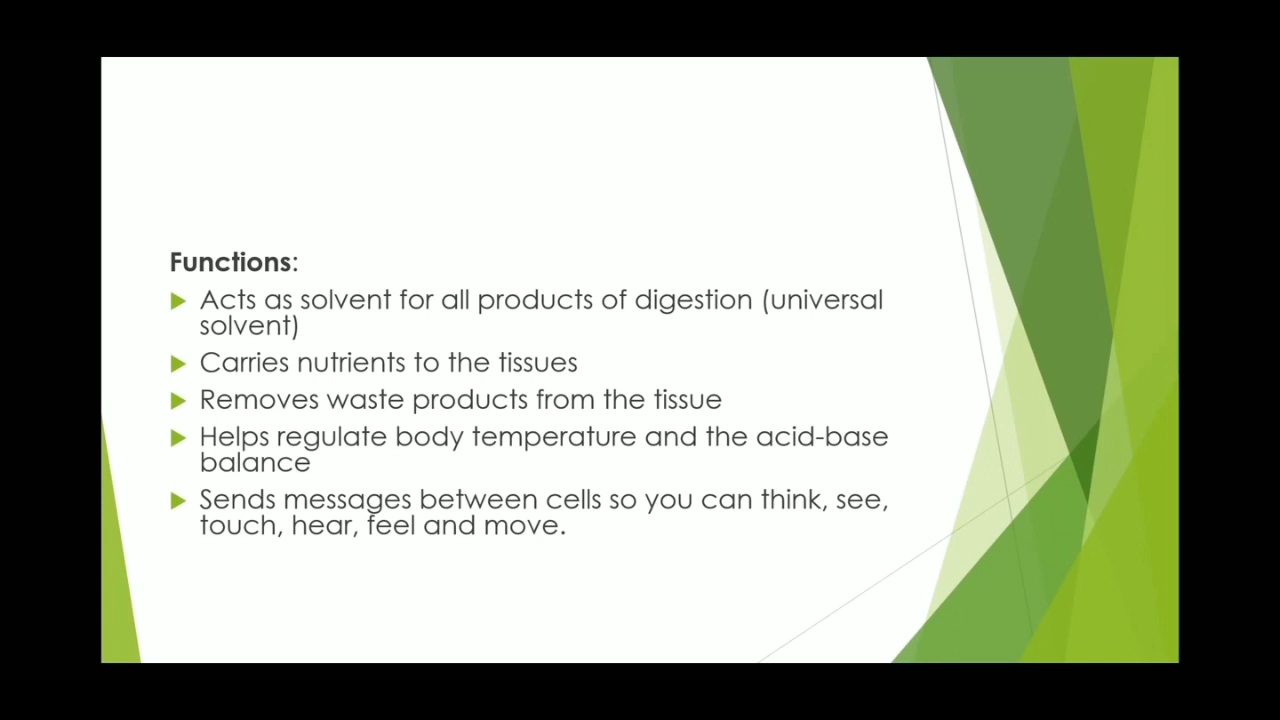 Functions:
Acts as solvent for all products of digestion (universal
solvent)
Carries nutrients to the tissues
Removes waste products from the tissue
Helps regulate body temperature and the acid-base
balance
Sends messages between cells so you can think, see,
touch, hear, feel and move.